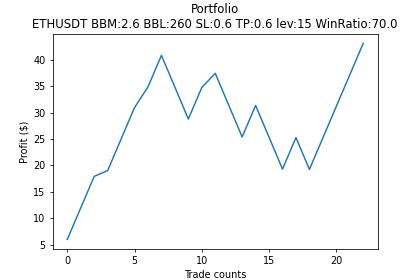 Portfolio
ETHUSDT BBM:2.6 BBL:260 SL:0.6 TP:0.6 lev:15 WinRatio:70.0
40
35
30
25
20
15
10
5
Profit ($)
0 5 10 15 20
Trade counts